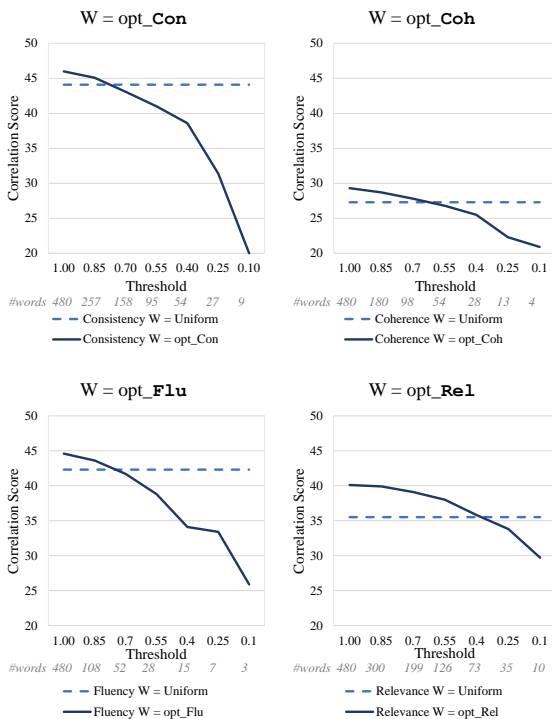 W = opt_Con
50
45
40
35
30
25
20
Correlation Score
1.00 0.85 0.70 0.55 0.40 0.25 0.10
Threshold
#words 480 257 158 95 54 27 9
Consistency W = Uniform
Consistency W = opt_Con
W = opt_Coh
50
45
40
35
30
25
20
Correlation Score
1.00 0.85 0.7 0.55 0.4 0.25 0.1
Threshold
#words 480 180 98 54 28 13 4
Coherence W = Uniform
Coherence W = opt_Coh
W = opt_Flu
50
45
40
35
30
25
20
Correlation Score
1.00 0.85 0.7 0.55 0.4 0.25 0.1
Threshold
#words 480 108 52 28 15 7 3
Fluency W = Uniform
Fluency W = opt_Flu
W = opt_Rel
50
45
40
35
30
25
20
Correlation Score
1.00 0.85 0.7 0.55 0.4 0.25 0.1
Threshold
#words 480 300 199 126 73 35 10
Relevance W = Uniform
Relevance W = opt_Rel